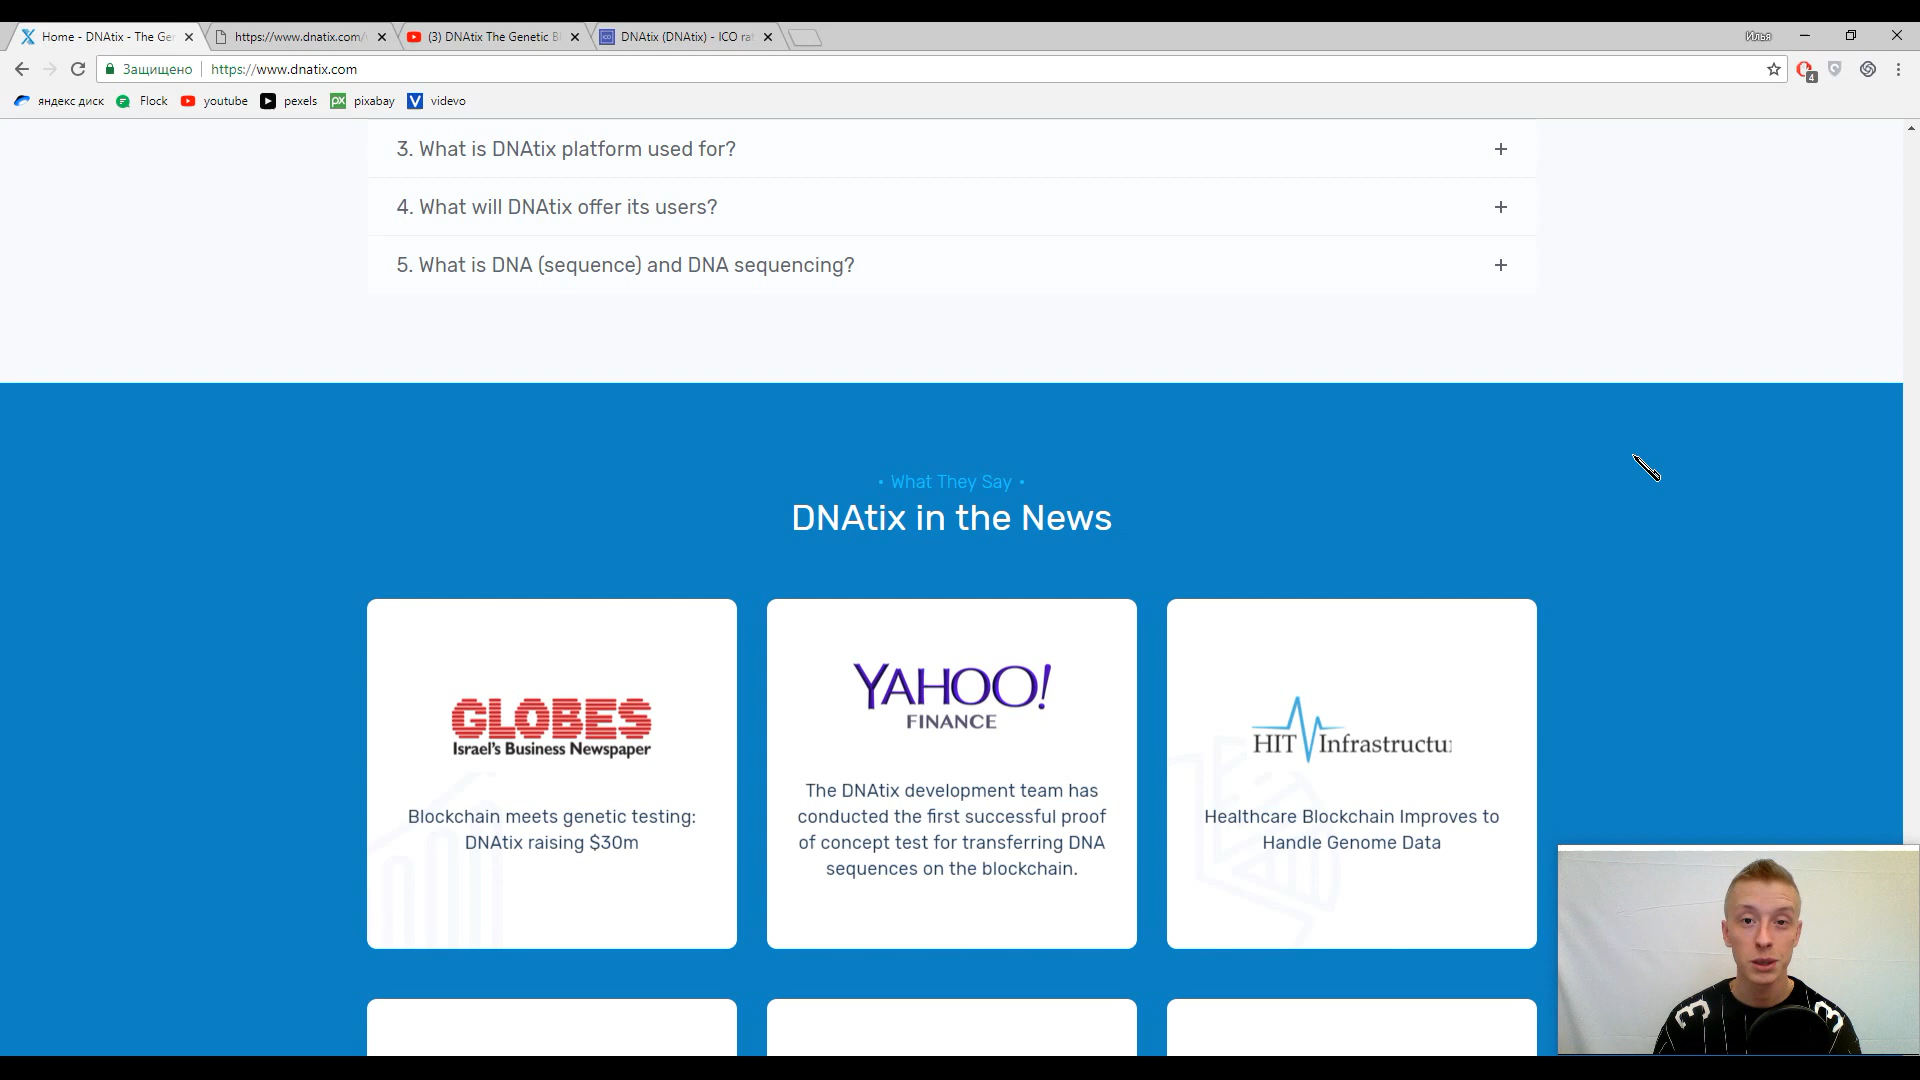 Home - DNAtix - The Ger
https://www.dnatix.com/
(3) DNAtix The Genetic B
DNAtix (DNAtix) - ICO ra
Илья
Защищено
https://www.dnatix.com
4
яндекс диск
Flock
youtube
pexels
px
pixabay
V
videvo
3. What is DNAtix platform used for?
4. What will DNAtix offer its users?
5. What is DNA (sequence) and DNA sequencing?
• What They Say •
DNAtix in the News
GLOBES
Israel's Business Newspaper
Blockchain meets genetic testing:
DNAtix raising $30m
YAHOO!
FINANCE
The DNAtix development team has
conducted the first successful proof
of concept test for transferring DNA
sequences on the blockchain.
HIT Infrastructu
Healthcare Blockchain Improves to
Handle Genome Data